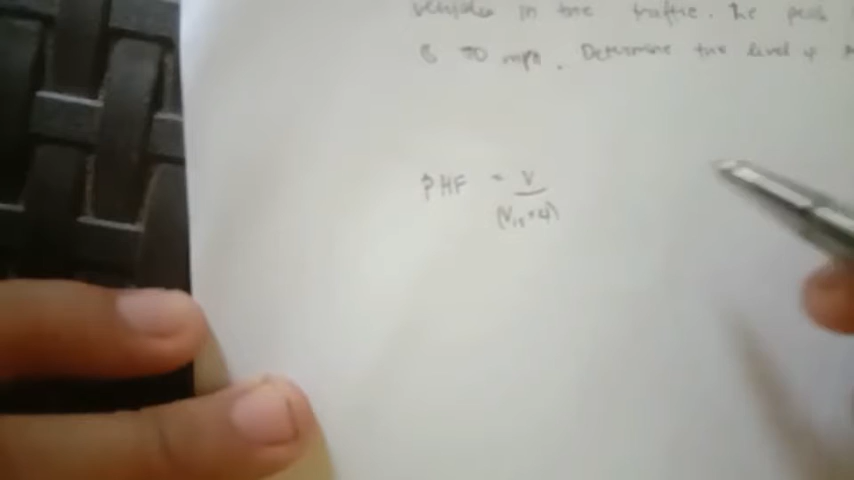 vehicles in the traffic. The peak
is 70 mph. Determine the level of
PHF = V
(V15 * 4)